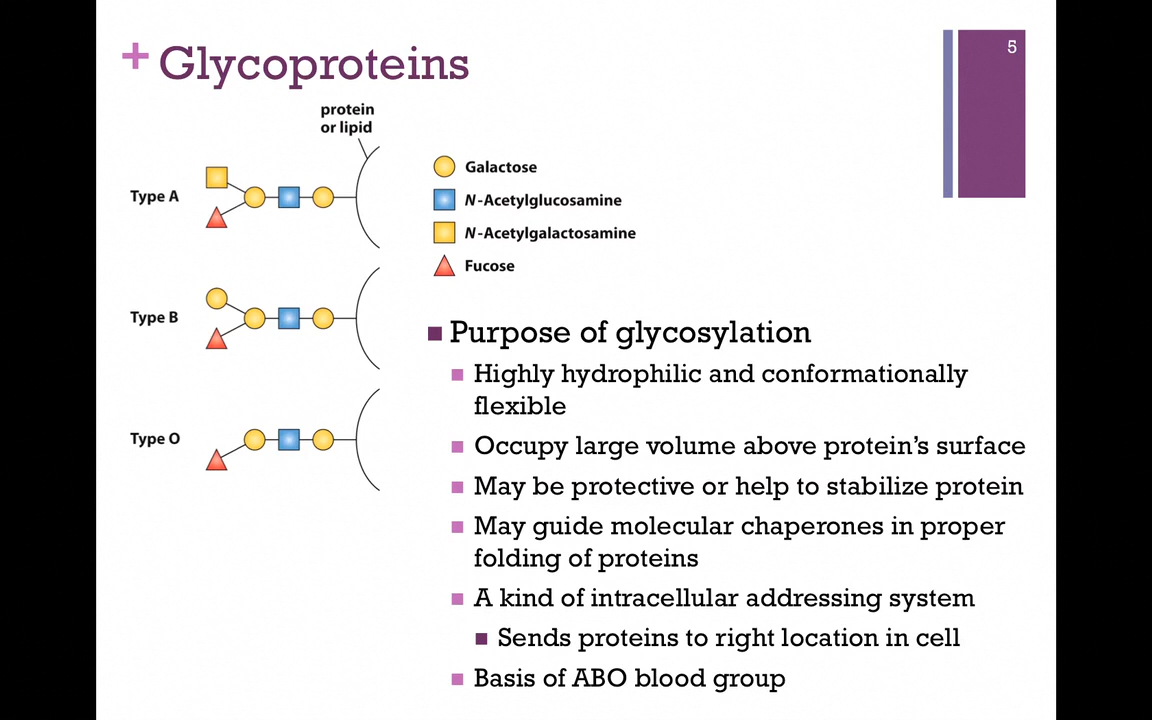 + Glycoproteins
5
protein
or lipid
Type A
Galactose
N-Acetylglucosamine
N-Acetylgalactosamine
Fucose
Type B
Type O
Purpose of glycosylation
Highly hydrophilic and conformationally
flexible
Occupy large volume above protein’s surface
May be protective or help to stabilize protein
May guide molecular chaperones in proper
folding of proteins
A kind of intracellular addressing system
Sends proteins to right location in cell
Basis of ABO blood group